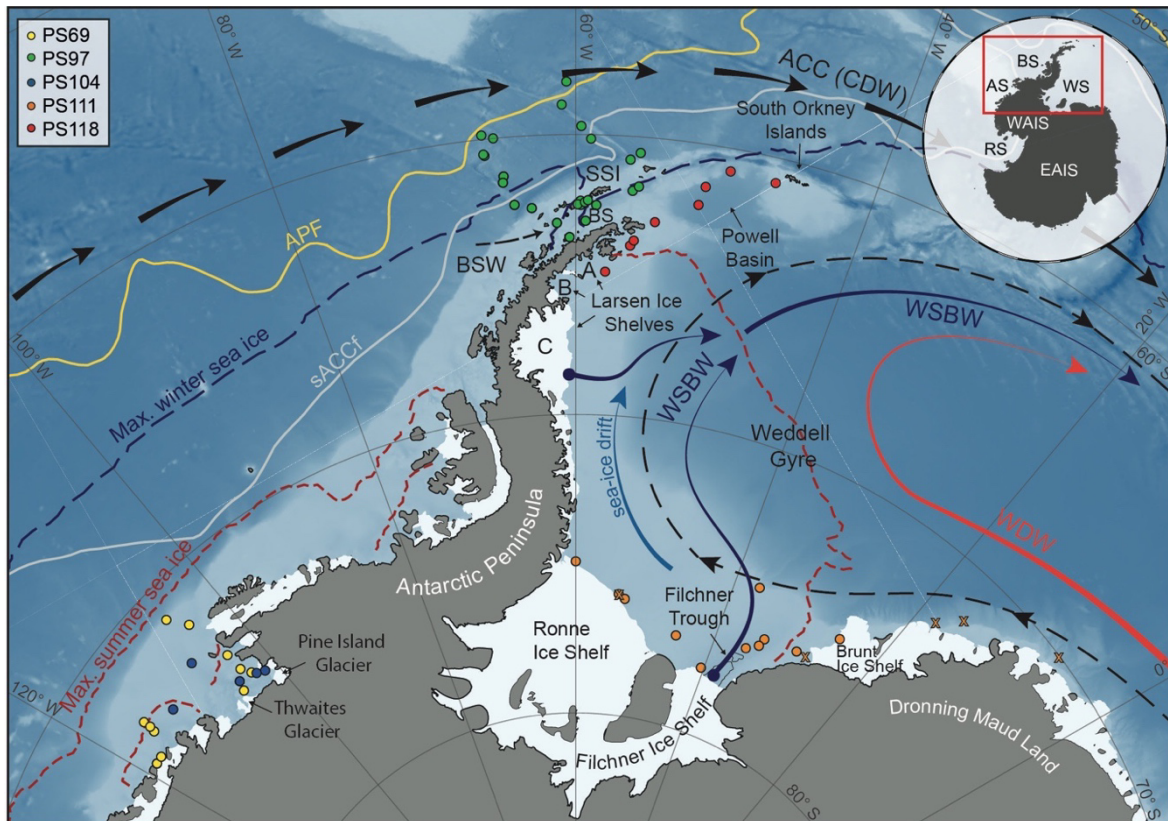 PS69
PS97
PS104
PS111
PS118
80° W
60° W
40° W
50° S
BS
AS
WS
WAIS
RS
EAIS
ACC (CDW)
South Orkney
Islands
APF
SSI
BS
BSW
Powell
Basin
A
B
Larsen Ice
Shelves
C
100° W
Max. winter sea ice
sACCf
20° W
60° S
WSBW
WSBW
sea-ice drift
Weddell
Gyre
WDW
Antarctic Peninsula
Max. summer sea ice
Pine Island
Glacier
Thwaites
Glacier
120° W
Ronne
Ice Shelf
Filchner
Trough
Filchner Ice Shelf
Brunt
Ice Shelf
Dronning Maud Land
0°
80° S
70° S